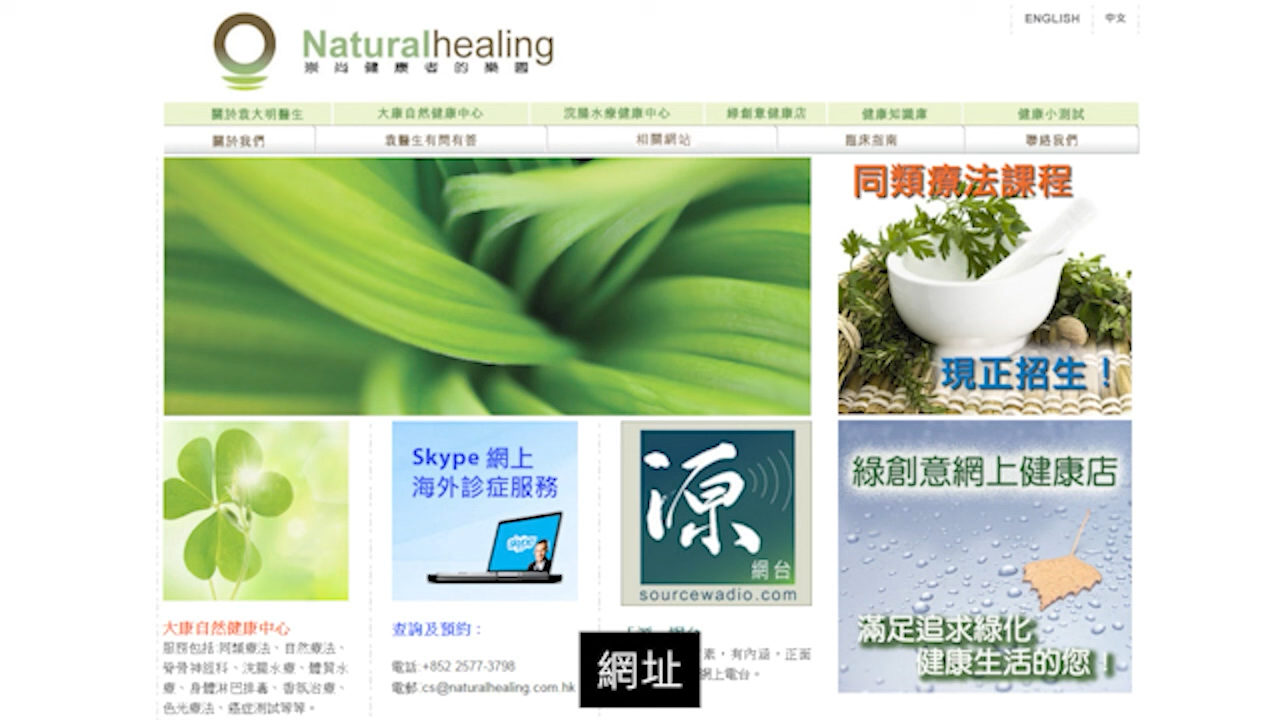 ENGLISH
中文
Naturalhealing
崇尚健康者的樂園
關於袁大明醫生
大康自然健康中心
浣腸水療健康中心
綠創意健康店
健康知識庫
健康小測試
關於我們
袁醫生有問有答
相關網站
臨床指南
聯絡我們
同類療法課程
現正招生！
Skype 網上
海外診症服務
skype
源
網台
sourcewadio.com
綠創意網上健康店
滿足追求綠化
健康生活的您！
大康自然健康中心
服務包括:同類療法、自然療法、
脊骨神經科、浣腸水療、體質水
療、身體淋巴排毒、香氛治療、
色光療法、癌症測試等等。
查詢及預約：
電話:+852 2577-3798
電郵:cs@naturalhealing.com.hk
素，有內涵，正面
網上電台。
網址